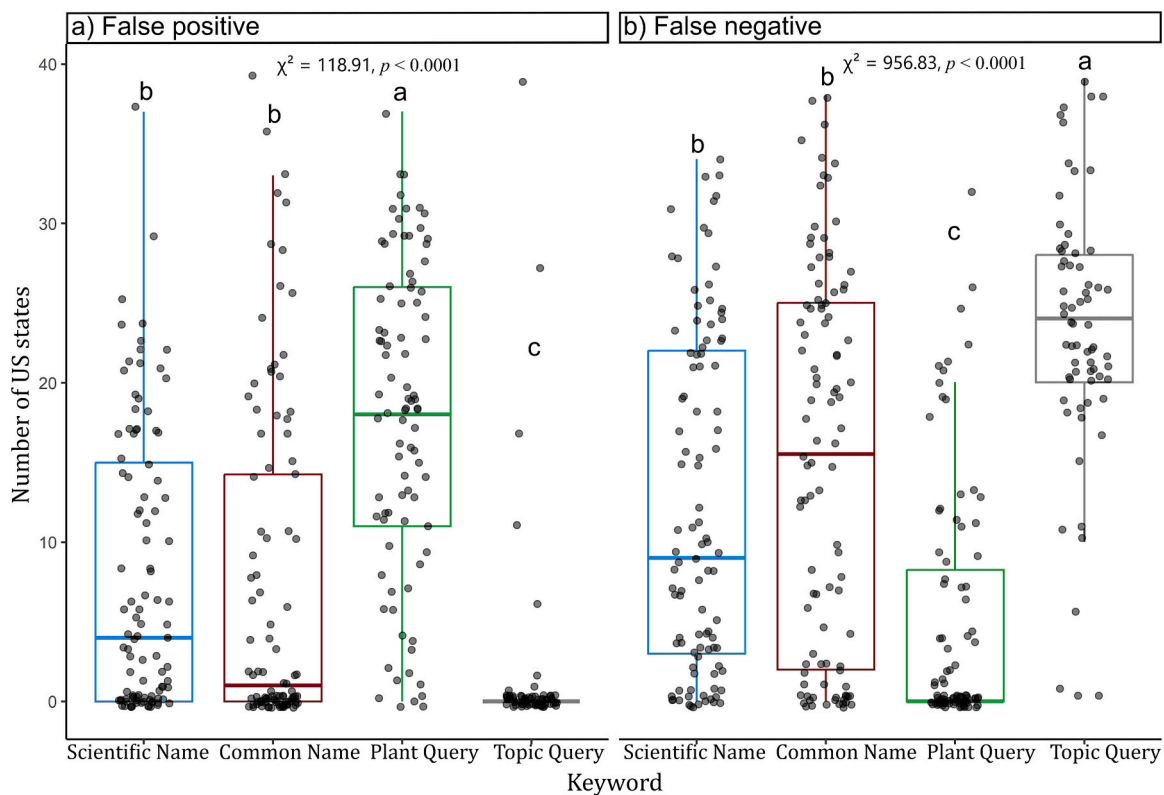 a) False positive
b) False negative
χ² = 118.91, p < 0.0001
χ² = 956.83, p < 0.0001
b
b
a
c
b
b
c
a
Number of US states
40
30
20
10
0
Scientific Name Common Name Plant Query Topic Query
Scientific Name Common Name Plant Query Topic Query
Keyword